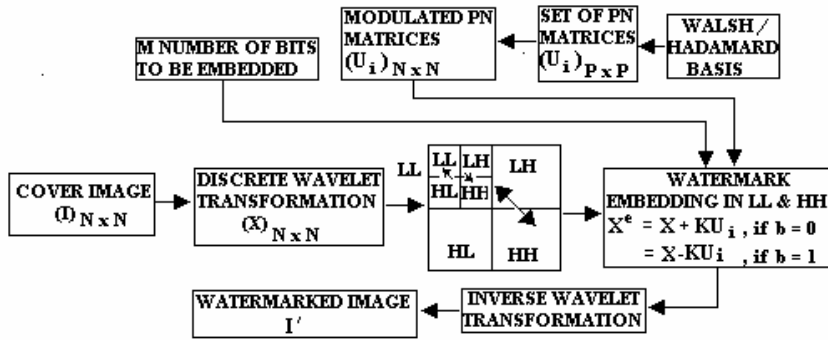 M NUMBER OF BITS
TO BE EMBEDDED
MODULATED PN
MATRICES
(U i) N x N
SET OF PN
MATRICES
(U i) P x P
WALSH /
HADAMARD
BASIS
COVER IMAGE
(I) N x N
DISCRETE WAVELET
TRANSFORMATION
(X) N x N
LL
LL LH
HL HH
LH
HL
HH
WATERMARK
EMBEDDING IN LL & HH
X^e = X + KU i , if b = 0
= X-KU i , if b = 1
WATERMARKED IMAGE
I'
INVERSE WAVELET
TRANSFORMATION